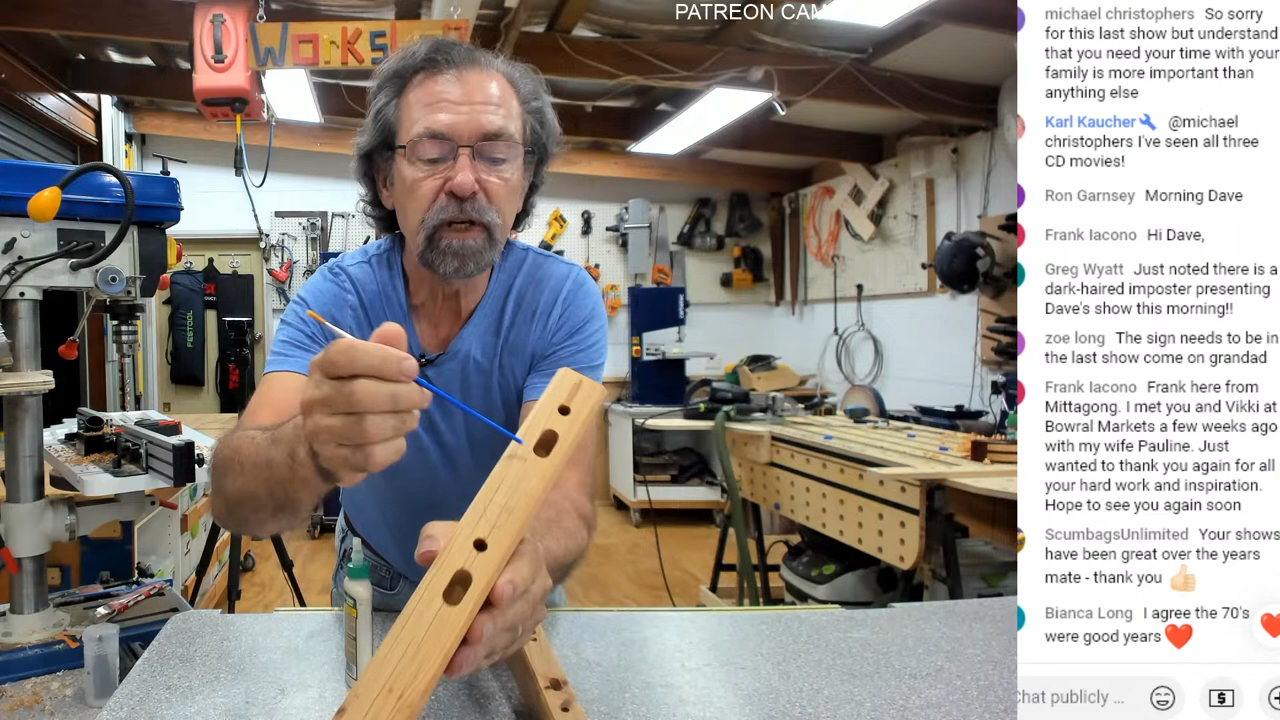 PATREON CAM
WORKS
FESTOOL
michael christophers So sorry
for this last show but understand
that you need your time with your
family is more important than
anything else
Karl Kaucher @michael
christophers I've seen all three
CD movies!
Ron Garnsey Morning Dave
Frank Iacono Hi Dave,
Greg Wyatt Just noted there is a
dark-haired imposter presenting
Dave's show this morning!!
zoe long The sign needs to be in
the last show come on grandad
Frank Iacono Frank here from
Mittagong. I met you and Vikki at
Bowral Markets a few weeks ago
with my wife Pauline. Just
wanted to thank you again for all
your hard work and inspiration.
Hope to see you again soon
ScumbagsUnlimited Your shows
have been great over the years
mate - thank you 👍🏻
Bianca Long I agree the 70's
were good years ❤️
Chat publicly ...